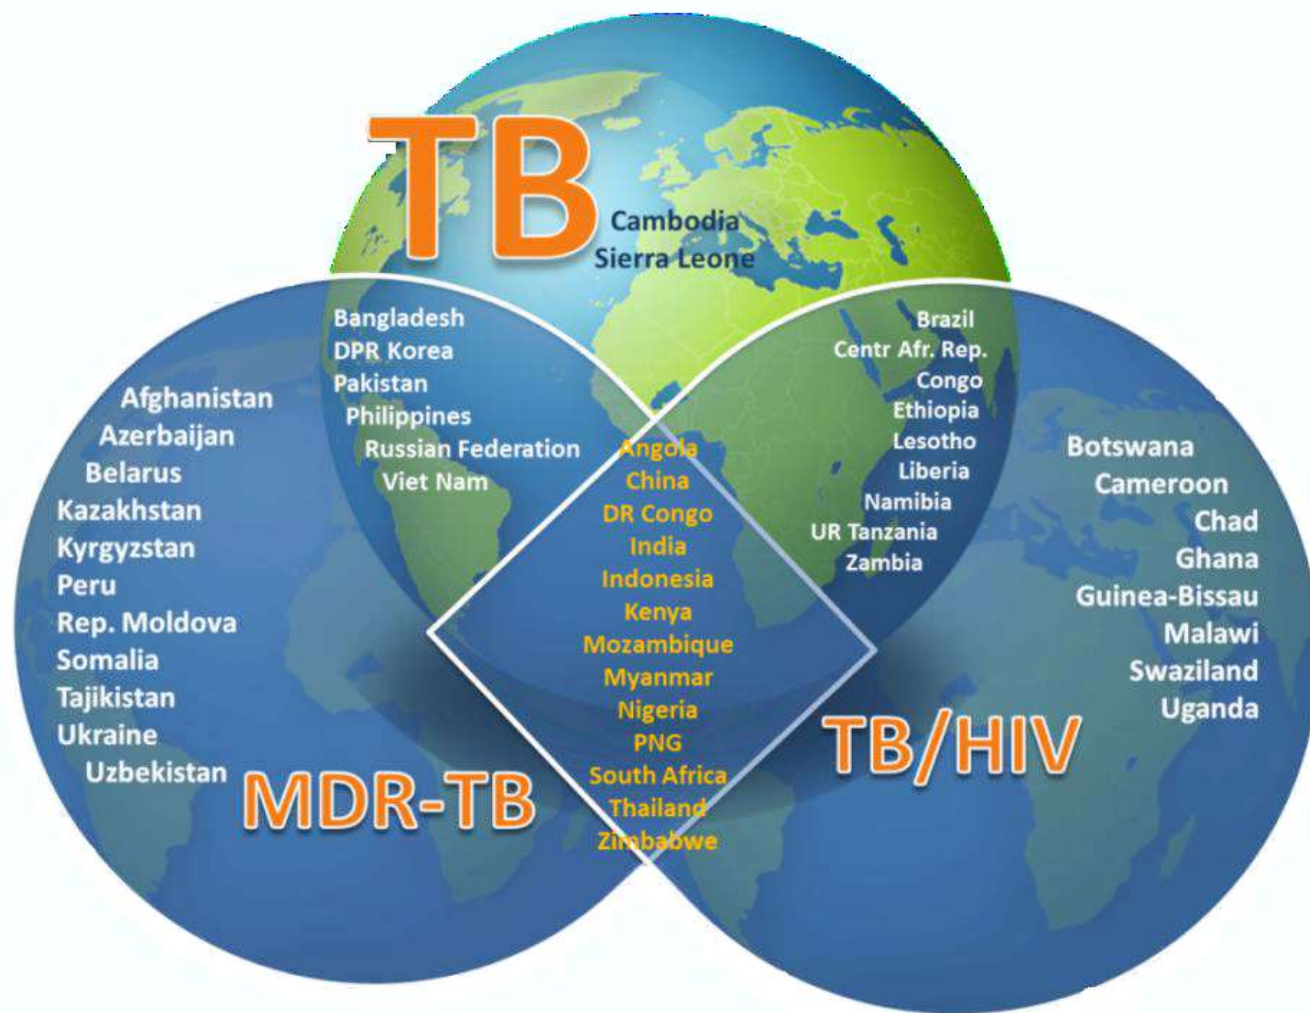 TB
Cambodia
Sierra Leone
Bangladesh
DPR Korea
Pakistan
Philippines
Russian Federation
Viet Nam
Brazil
Centr Afr. Rep.
Congo
Ethiopia
Lesotho
Liberia
Namibia
UR Tanzania
Zambia
Afghanistan
Azerbaijan
Belarus
Kazakhstan
Kyrgyzstan
Peru
Rep. Moldova
Somalia
Tajikistan
Ukraine
Uzbekistan
MDR-TB
Angola
China
DR Congo
India
Indonesia
Kenya
Mozambique
Myanmar
Nigeria
PNG
South Africa
Thailand
Zimbabwe
Botswana
Cameroon
Chad
Ghana
Guinea-Bissau
Malawi
Swaziland
Uganda
TB/HIV